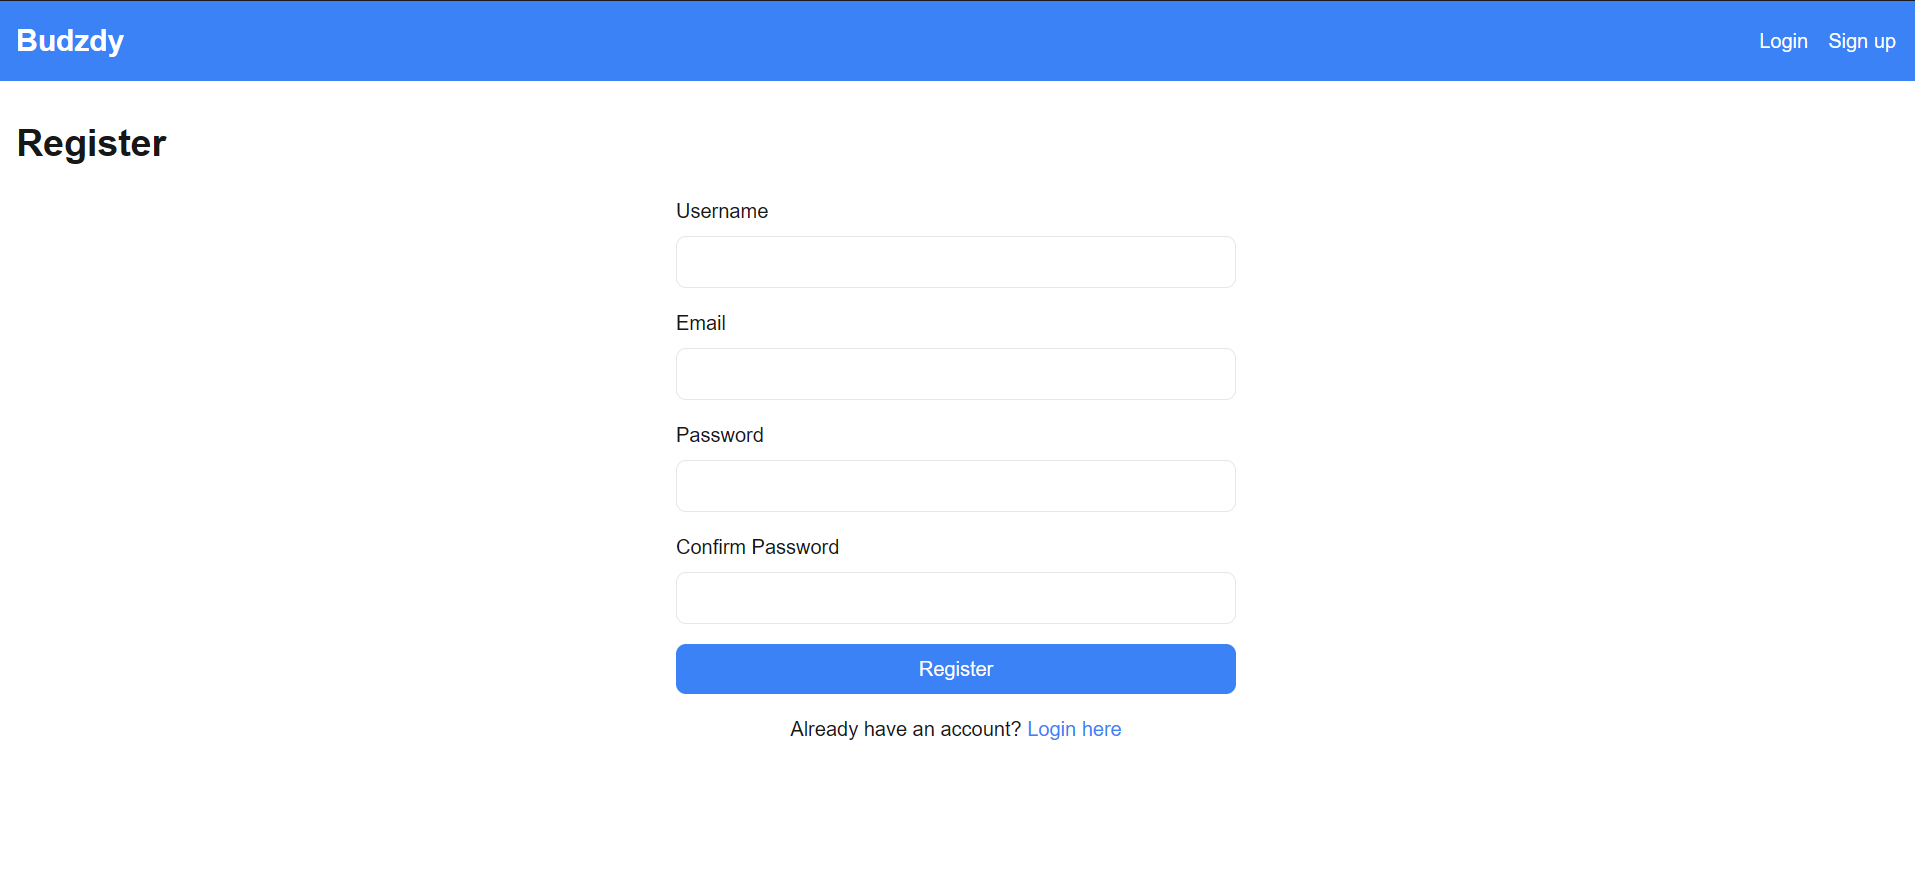 Budzdy
Login
Sign up
Register
Username
Email
Password
Confirm Password
Register
Already have an account? Login here